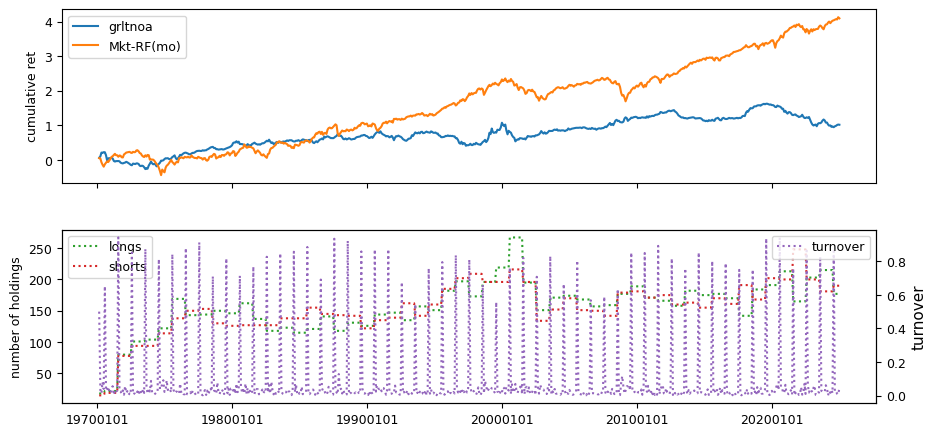 4
3
2
1
0
cumulative ret
grltnoa
Mkt-RF(mo)
250
200
150
100
50
number of holdings
longs
shorts
turnover
0.8
0.6
0.4
0.2
0.0
turnover
19700101 19800101 19900101 20000101 20100101 20200101